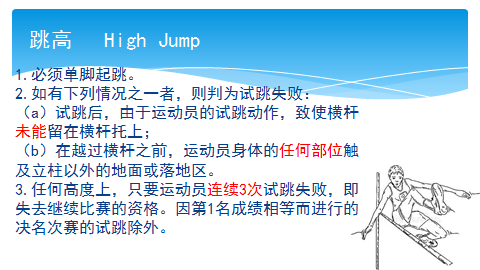 跳高 High Jump
1.必须单脚起跳。
2.如有下列情况之一者，则判为试跳失败：
（a）试跳后，由于运动员的试跳动作，致使横杆
未能留在横杆托上；
（b）在越过横杆之前，运动员身体的任何部位触
及立柱以外的地面或落地区。
3.任何高度上，只要运动员连续3次试跳失败，即
失去继续比赛的资格。因第1名成绩相等而进行的
决名次赛的试跳除外。